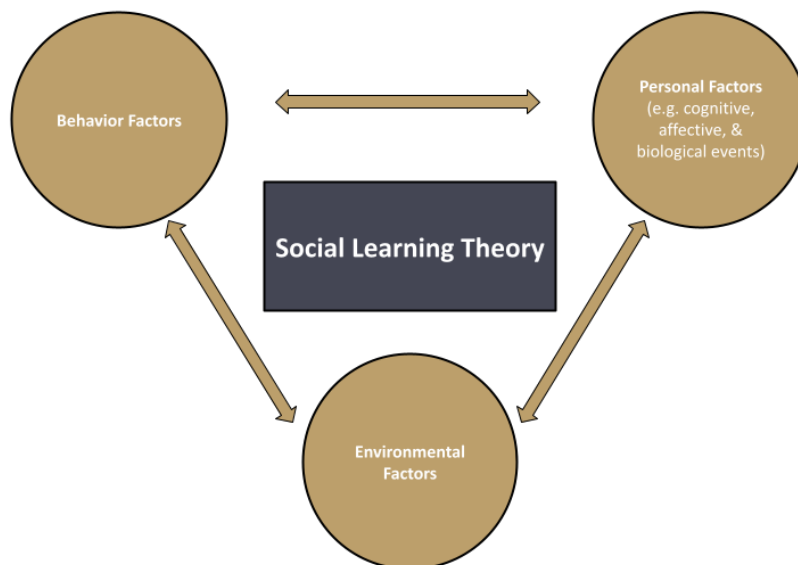 Behavior Factors
Personal Factors
(e.g. cognitive,
affective, &
biological events)
Social Learning Theory
Environmental
Factors